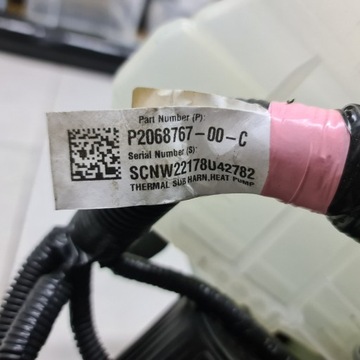 Part Number (P):
P2068767-00-C
Serial Number (S):
SCNW22178U42782
THERMAL SUB HARN,HEAT PUMP